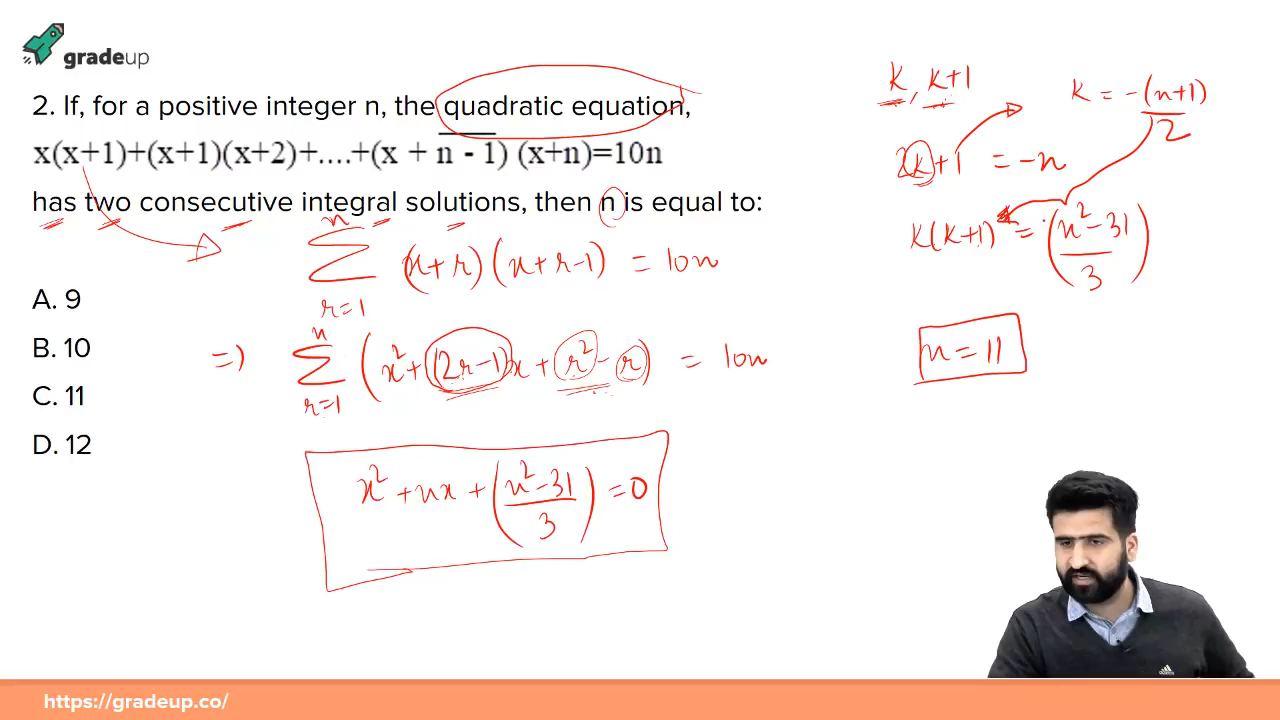 gradeup
2. If, for a positive integer n, the quadratic equation,
x(x+1)+(x+1)(x+2)+....+(x + n - 1) (x+n)=10n
has two consecutive integral solutions, then n is equal to:
A. 9
B. 10
C. 11
D. 12
n
∑ (x+r)(x+r-1) = 10n
r=1
n
=) ∑ (x² + (2r-1)x + r² - r) = 10n
r=1
x² + nx + (n²-31/3) = 0
k, k+1
2k+1 = -n
k = -(n+1)/2
k(k+1) = (n²-31/3)
n = 11
adidas
https://gradeup.co/